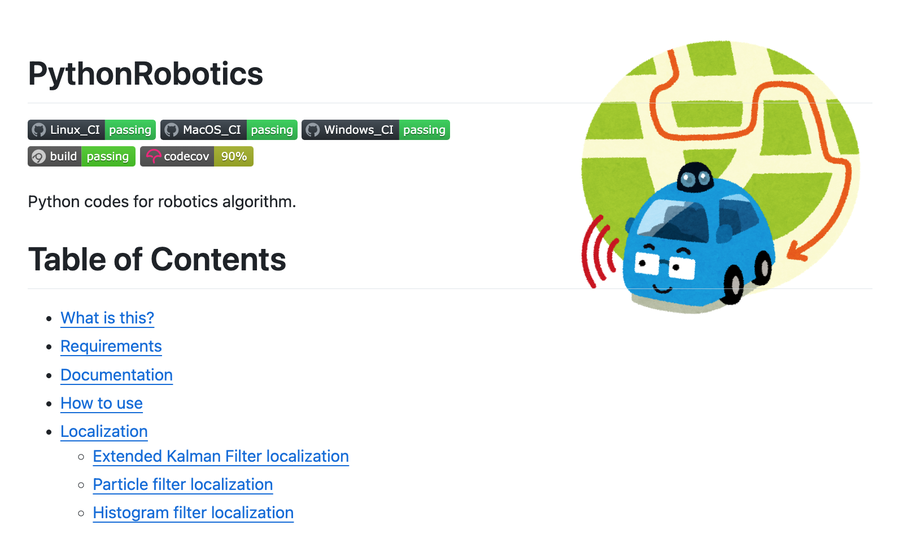 PythonRobotics
Linux_CI passing MacOS_CI passing Windows_CI passing
build passing codecov 90%
Python codes for robotics algorithm.
Table of Contents
What is this?
Requirements
Documentation
How to use
Localization
Extended Kalman Filter localization
Particle filter localization
Histogram filter localization